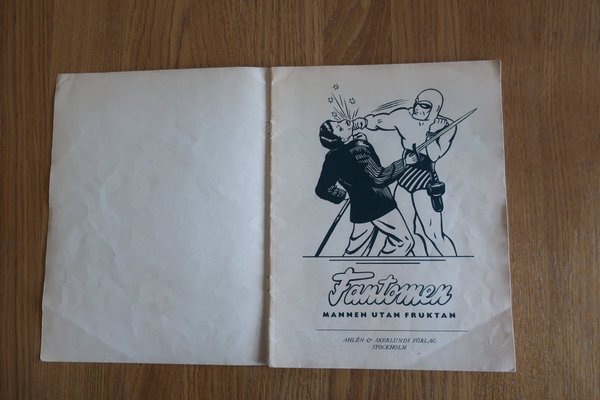 Fantomen
MANNEN UTAN FRUKTAN
AHLÉN & ÅKERLUNDS FÖRLAG
STOCKHOLM